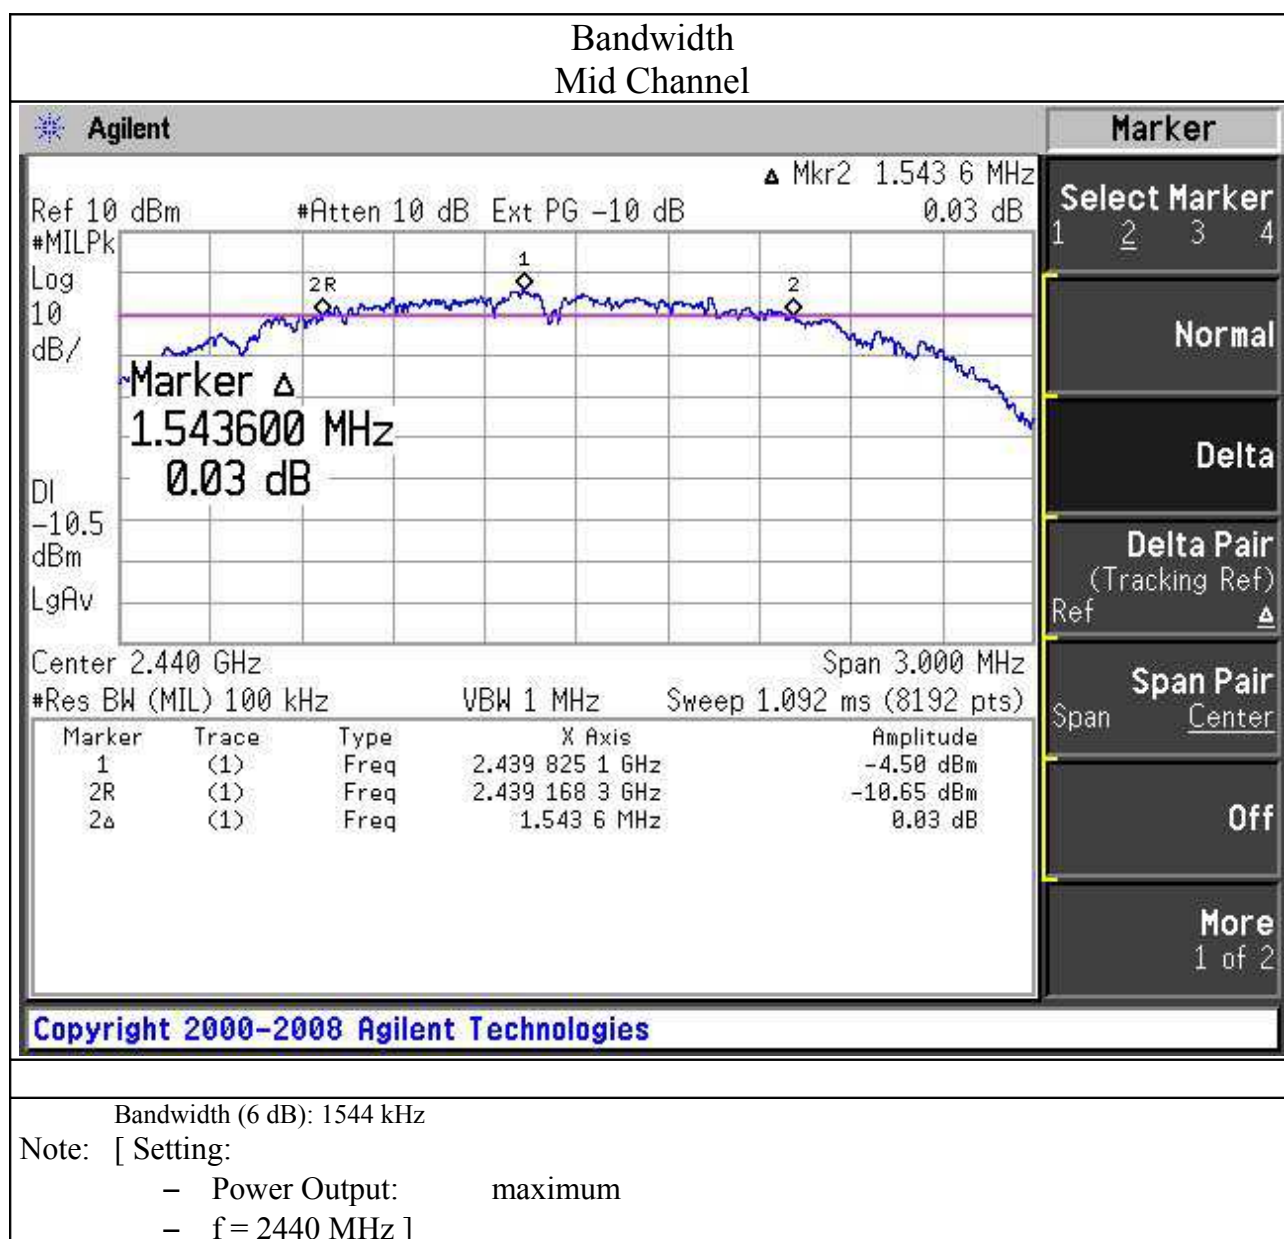 Bandwidth
Mid Channel
Agilent
Marker
Δ Mkr2 1.543 6 MHz
Ref 10 dBm #Atten 10 dB Ext PG -10 dB 0.03 dB
#MILPk
Log
10
dB/
1
2R
2
Marker Δ
1.543600 MHz
0.03 dB
DI
-10.5
dBm
LgAv
Center 2.440 GHz Span 3.000 MHz
#Res BW (MIL) 100 kHz VBW 1 MHz Sweep 1.092 ms (8192 pts)
Marker Trace Type X Axis Amplitude
1 (1) Freq 2.439 825 1 GHz -4.50 dBm
2R (1) Freq 2.439 168 3 GHz -10.65 dBm
2Δ (1) Freq 1.543 6 MHz 0.03 dB
Select Marker
1 2 3 4
Normal
Delta
Delta Pair
(Tracking Ref)
Ref Δ
Span Pair
Span Center
Off
More
1 of 2
Copyright 2000-2008 Agilent Technologies
Bandwidth (6 dB): 1544 kHz
Note: [ Setting:
– Power Output: maximum
– f = 2440 MHz ]